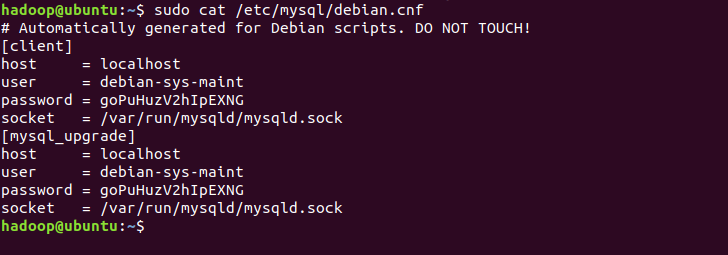 hadoop@ubuntu:~$ sudo cat /etc/mysql/debian.cnf
# Automatically generated for Debian scripts. DO NOT TOUCH!
[client]
host     = localhost
user     = debian-sys-maint
password = goPuHuzV2hIpEXNG
socket   = /var/run/mysqld/mysqld.sock
[mysql_upgrade]
host     = localhost
user     = debian-sys-maint
password = goPuHuzV2hIpEXNG
socket   = /var/run/mysqld/mysqld.sock
hadoop@ubuntu:~$